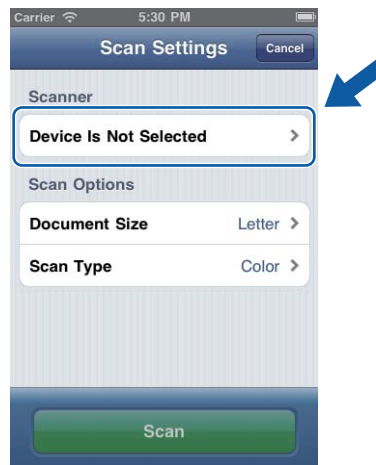 Carrier 5:30 PM
Scan Settings Cancel
Scanner
Device Is Not Selected
Scan Options
Document Size Letter
Scan Type Color
Scan